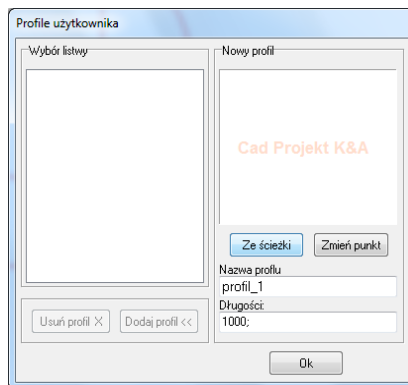 Profile użytkownika
Wybór listwy
Nowy profil
Cad Projekt K&A
Ze ścieżki
Zmień punkt
Nazwa proflu
profil_1
Długości:
1000;
Usuń profil X
Dodaj profil <<
Ok